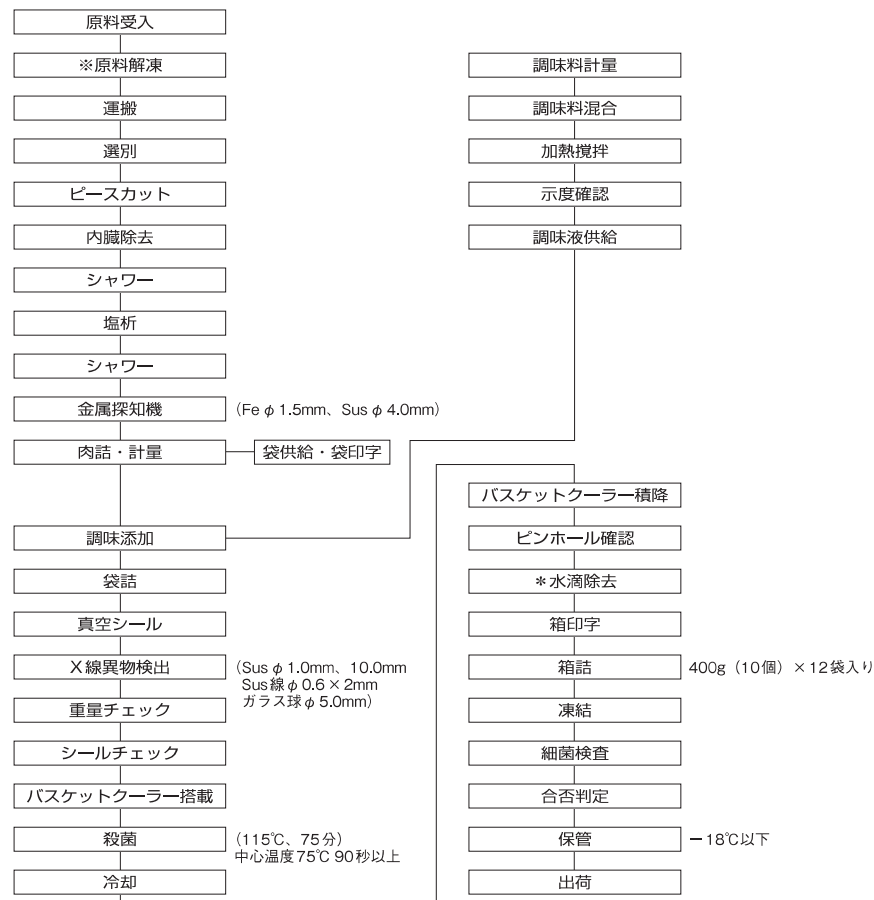 原料受入
※原料解凍
運搬
選別
ピースカット
内臓除去
シャワー
塩析
シャワー
金属探知機
(Fe φ 1.5mm、Sus φ 4.0mm)
肉詰・計量
袋供給・袋印字
調味料計量
調味料混合
加熱撹拌
示度確認
調味液供給
調味添加
袋詰
真空シール
X線異物検出
(Sus φ 1.0mm、10.0mm
Sus線 φ 0.6 × 2mm
ガラス球 φ 5.0mm)
重量チェック
シールチェック
バスケットクーラー搭載
殺菌
(115℃、75分)
中心温度75℃ 90秒以上
冷却
バスケットクーラー積降
ピンホール確認
＊水滴除去
箱印字
箱詰
400g (10個) × 12袋入り
凍結
細菌検査
合否判定
保管
－18℃以下
出荷